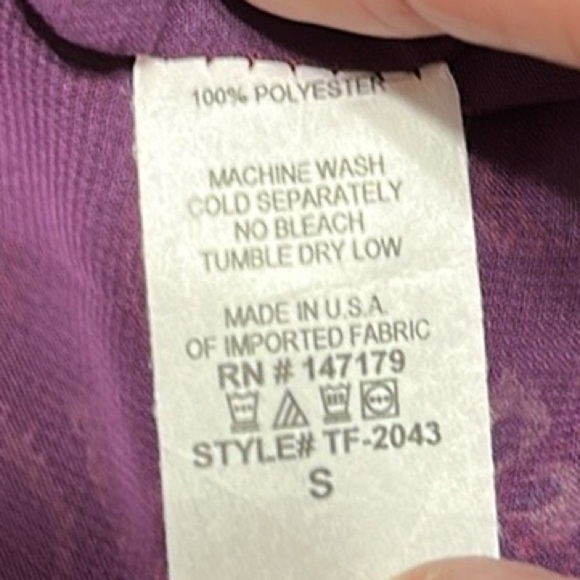 100% POLYESTER
MACHINE WASH
COLD SEPARATELY
NO BLEACH
TUMBLE DRY LOW
MADE IN U.S.A.
OF IMPORTED FABRIC
RN # 147179
STYLE# TF-2043
S